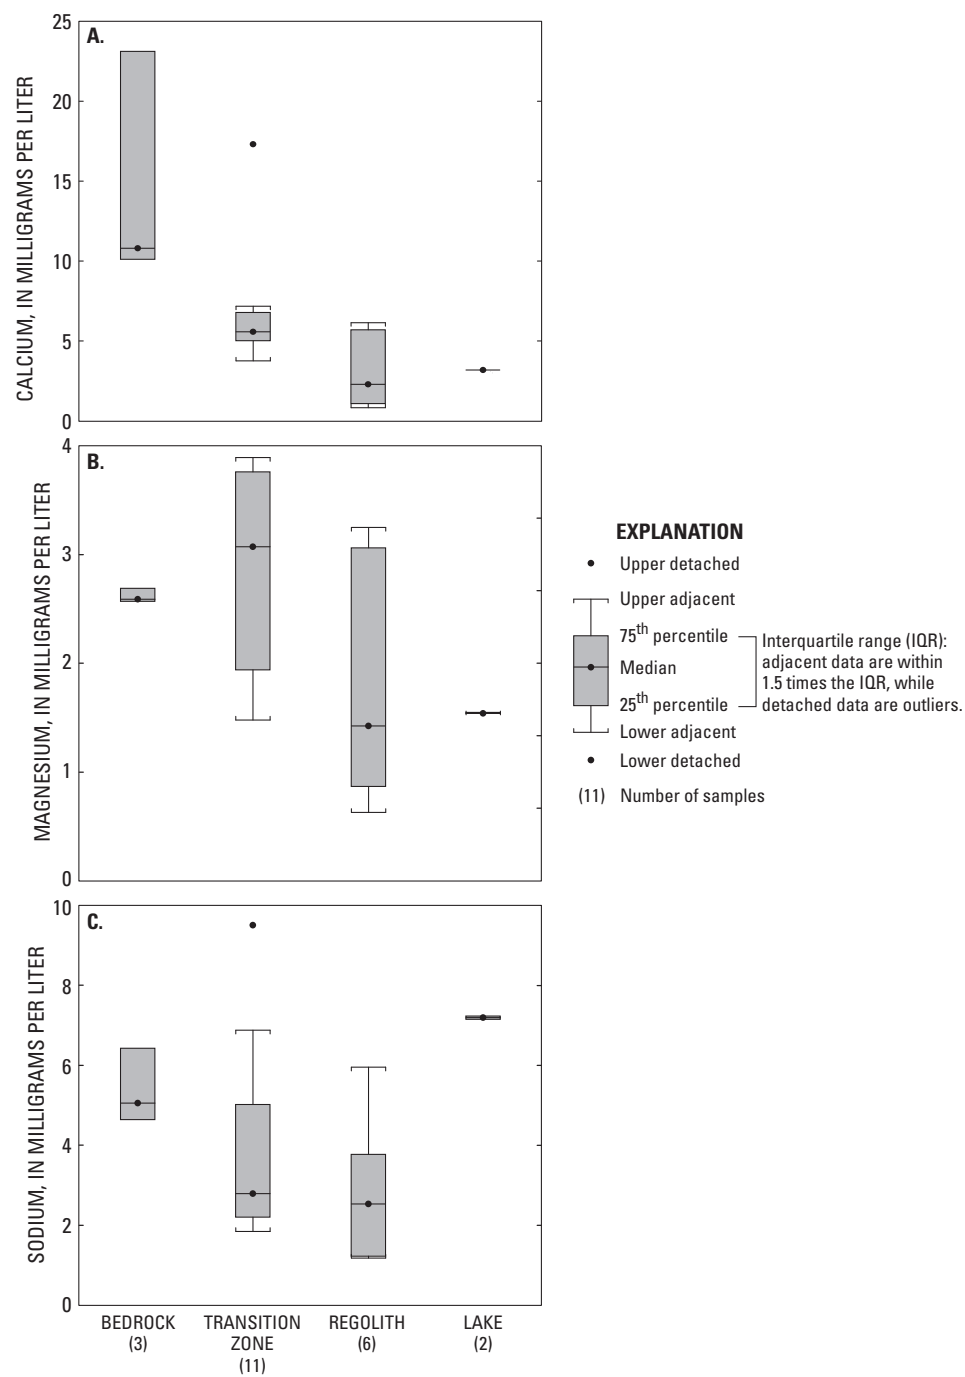 A.
CALCIUM, IN MILLIGRAMS PER LITER
25
20
15
10
5
0
B.
MAGNESIUM, IN MILLIGRAMS PER LITER
4
3
2
1
0
C.
SODIUM, IN MILLIGRAMS PER LITER
10
8
6
4
2
0
BEDROCK
(3)
TRANSITION
ZONE
(11)
REGOLITH
(6)
LAKE
(2)
EXPLANATION
Upper detached
Upper adjacent
75th percentile
Median
25th percentile
Lower adjacent
Lower detached
(11) Number of samples
Interquartile range (IQR):
adjacent data are within
1.5 times the IQR, while
detached data are outliers.